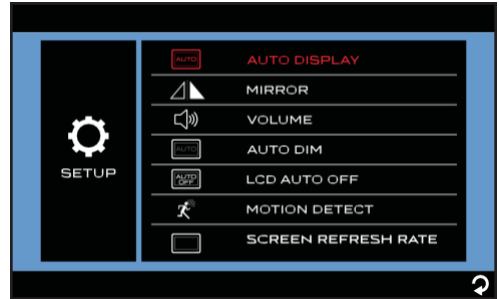 AUTO AUTO DISPLAY
MIRROR
VOLUME
AUTO AUTO DIM
SETUP
AUTO OFF LCD AUTO OFF
MOTION DETECT
SCREEN REFRESH RATE